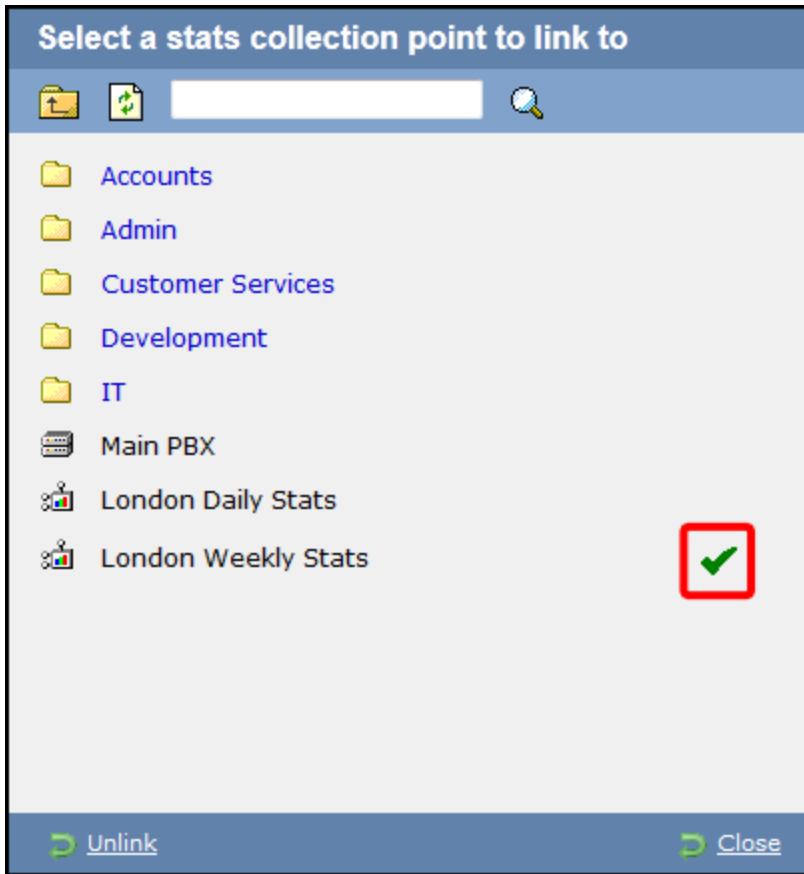 Select a stats collection point to link to
Accounts
Admin
Customer Services
Development
IT
Main PBX
London Daily Stats
London Weekly Stats
Unlink
Close